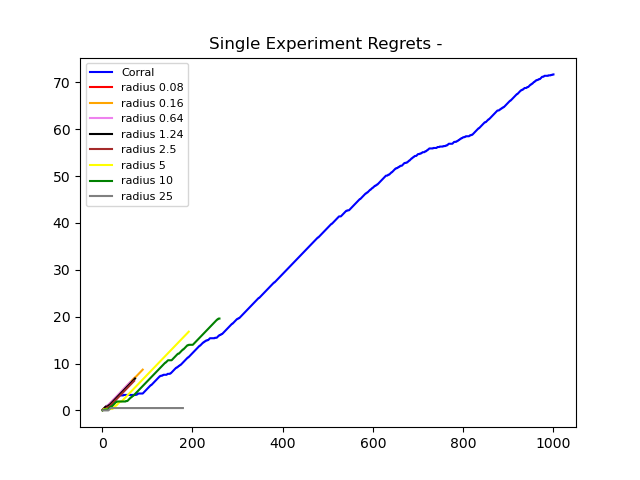 Single Experiment Regrets -
70
60
50
40
30
20
10
0
Corral
radius 0.08
radius 0.16
radius 0.64
radius 1.24
radius 2.5
radius 5
radius 10
radius 25
0 200 400 600 800 1000